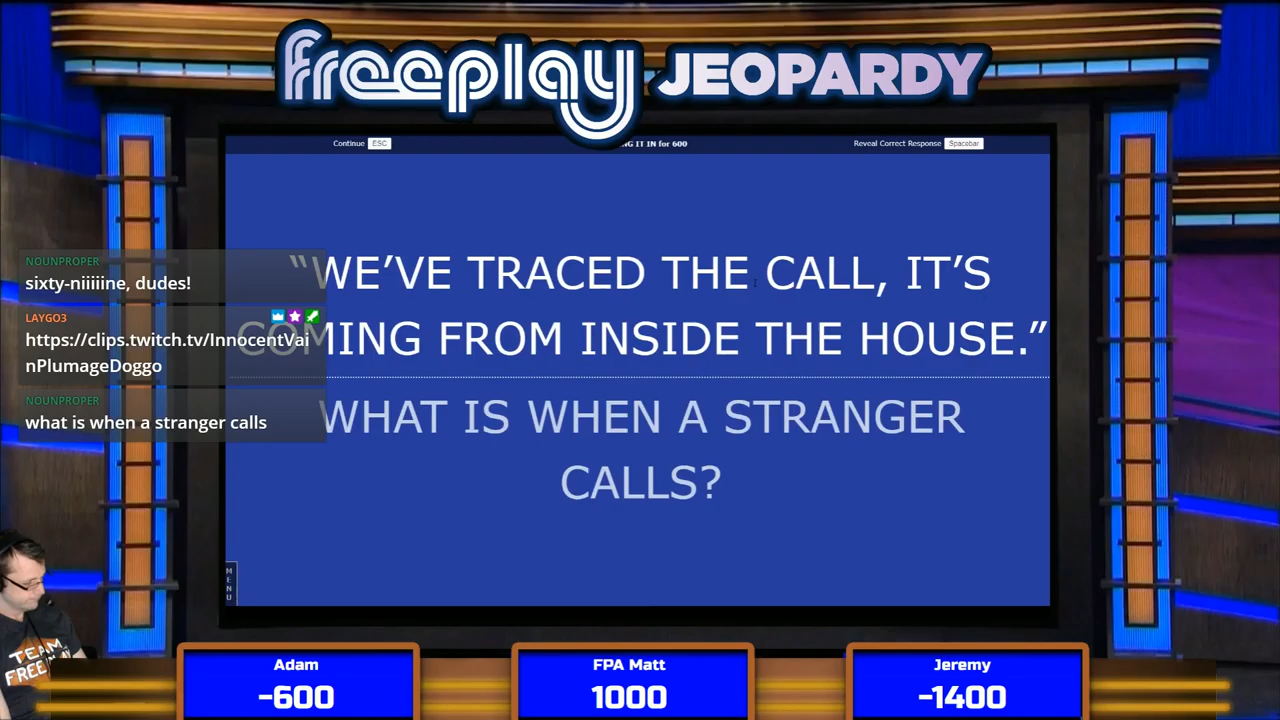 freeplay JEOPARDY
Continue ESC
NG IT IN for 600
Reveal Correct Response Spacebar
“WE’VE TRACED THE CALL, IT’S
COMING FROM INSIDE THE HOUSE.”
WHAT IS WHEN A STRANGER
CALLS?
NOUNPROPER
sixty-niiiiine, dudes!
LAYGO3
https://clips.twitch.tv/InnocentVai
nPlumageDoggo
NOUNPROPER
what is when a stranger calls
MENU
TEAM
Adam
-600
FPA Matt
1000
Jeremy
-1400